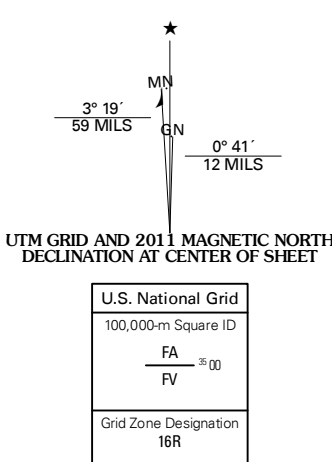 ★
MN
3° 19´
59 MILS
GN
0° 41´
12 MILS
UTM GRID AND 2011 MAGNETIC NORTH
DECLINATION AT CENTER OF SHEET
U.S. National Grid
100,000-m Square ID
FA
35 00
FV
Grid Zone Designation
16R